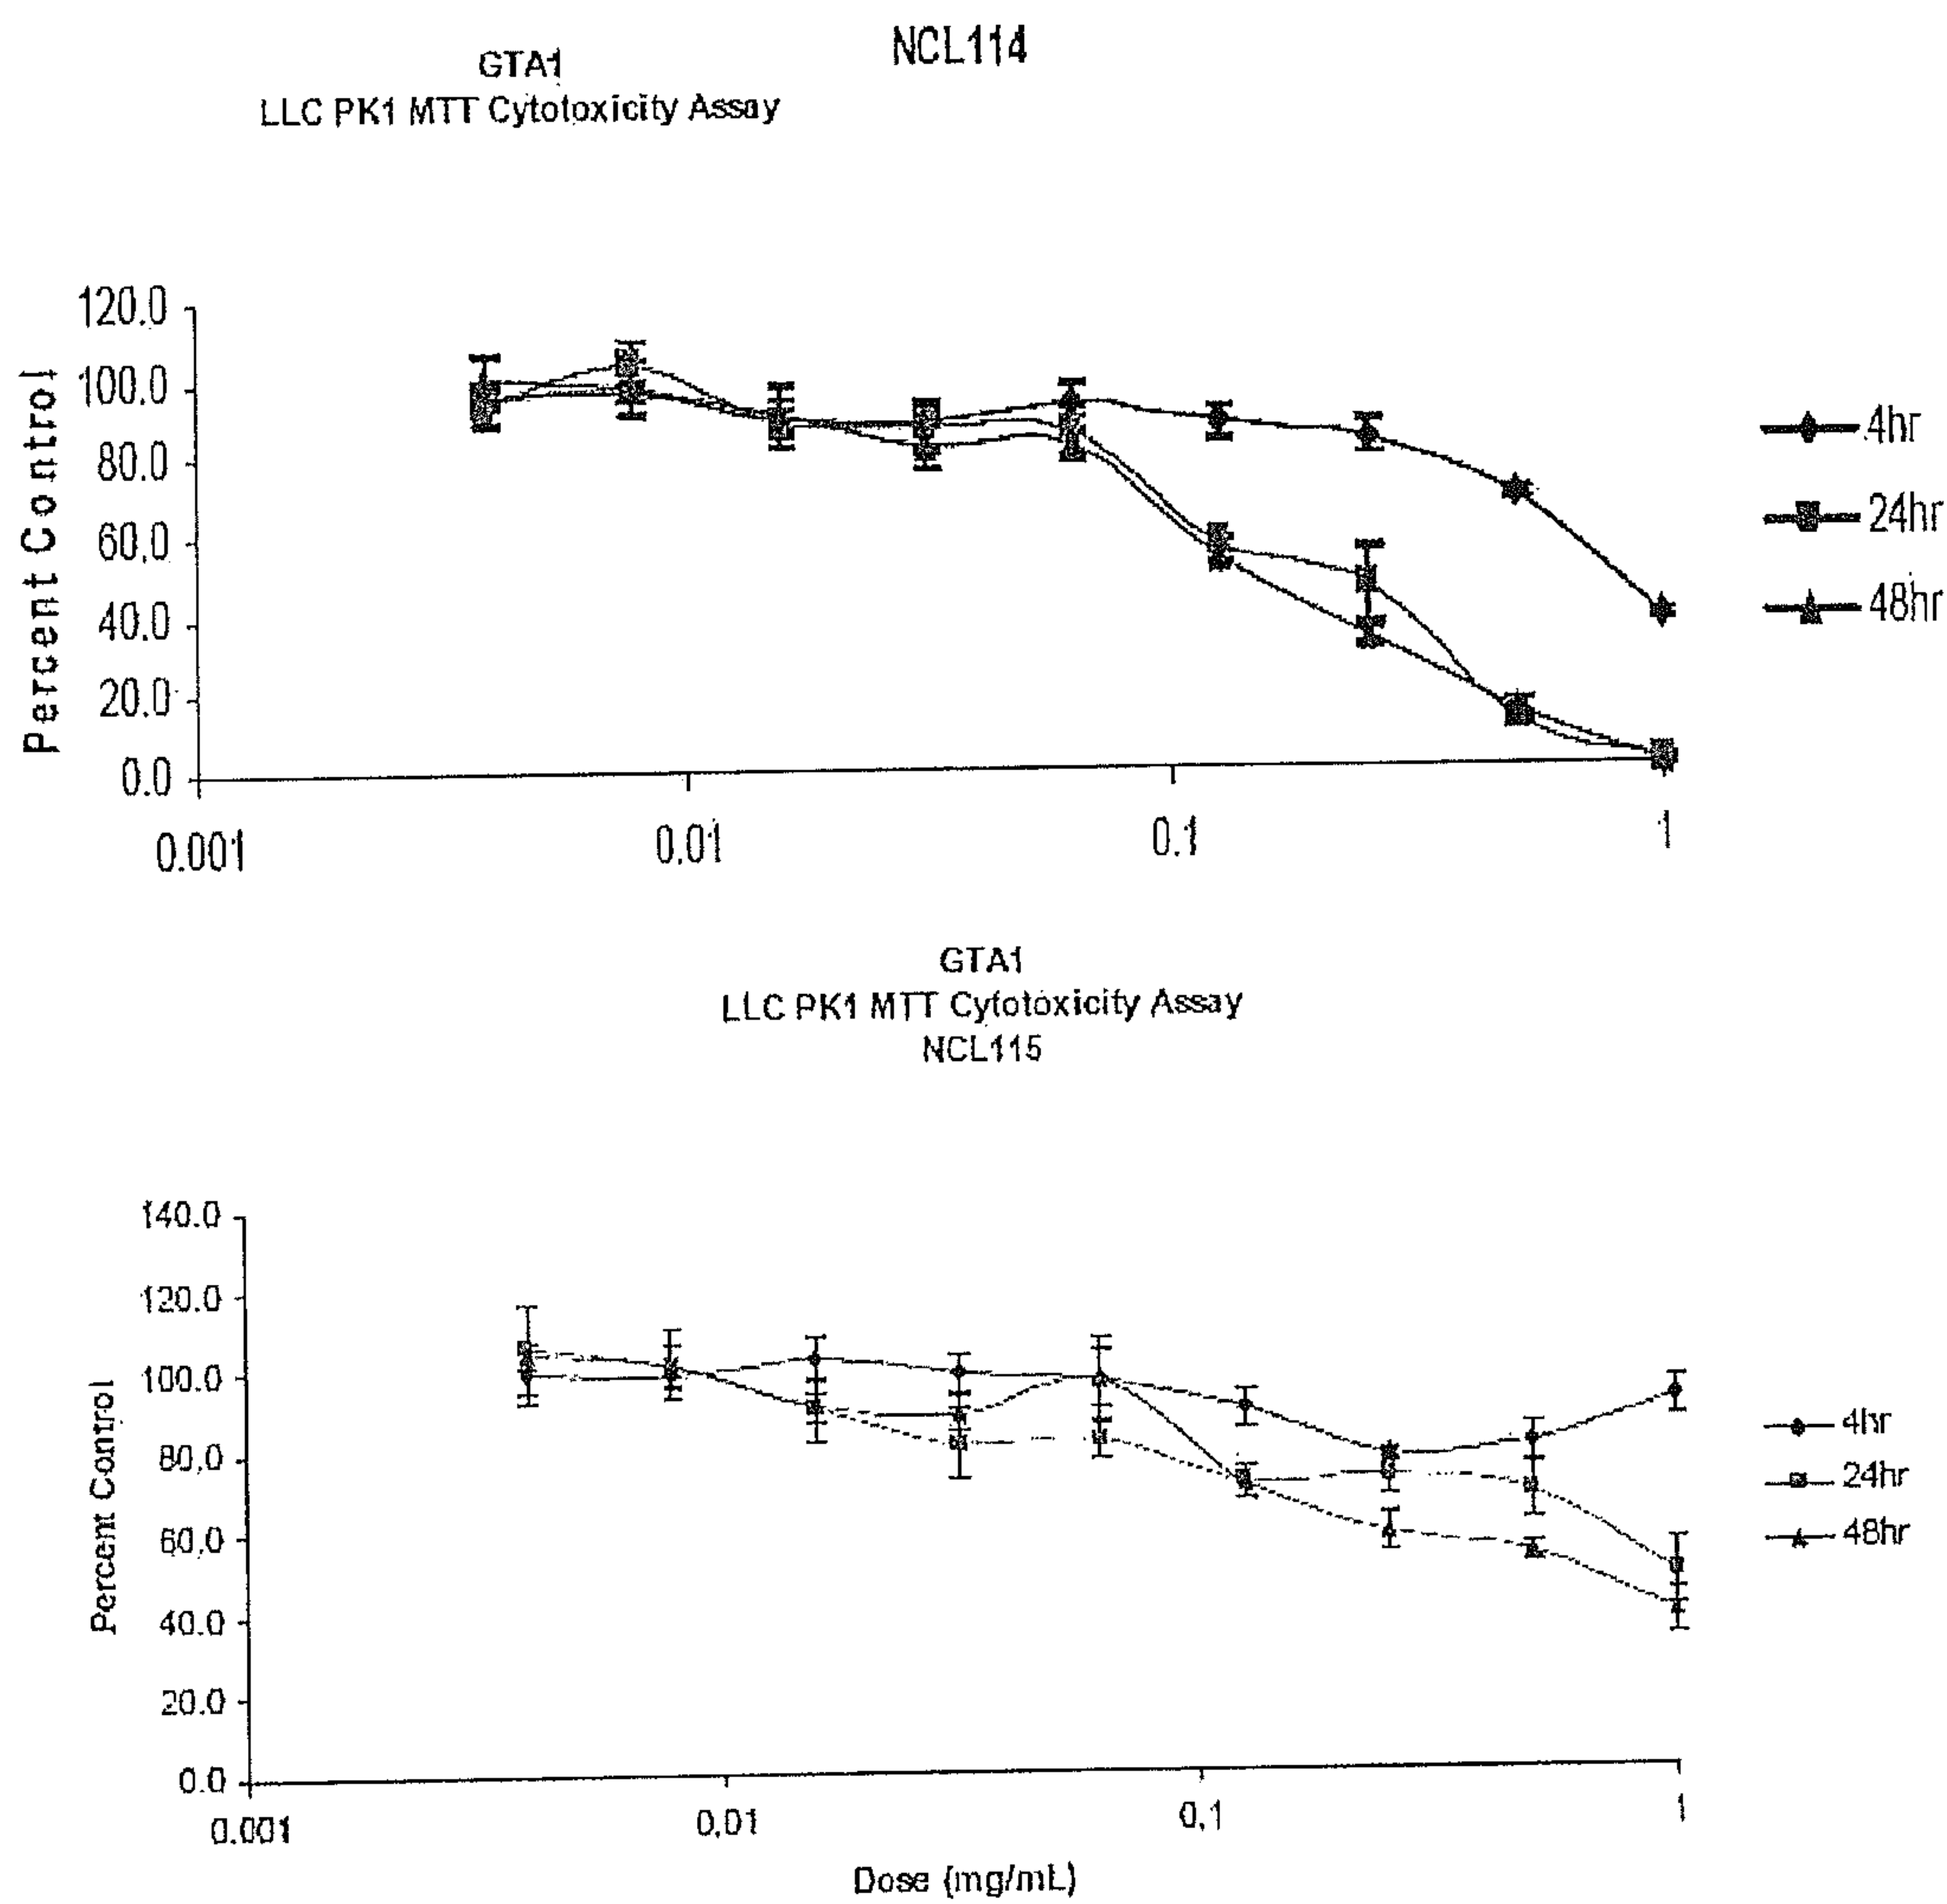 NCL114
GTA1
LLC PK1 MTT Cytotoxicity Assay
Percent Control
120.0
100.0
80.0
60.0
40.0
20.0
0.0
0.001
0.01
0.1
1
4hr
24hr
48hr
GTA1
LLC PK1 MTT Cytotoxicity Assay
NCL115
Percent Control
140.0
120.0
100.0
80.0
60.0
40.0
20.0
0.0
0.001
0.01
0.1
1
Dose (mg/mL)
4hr
24hr
48hr